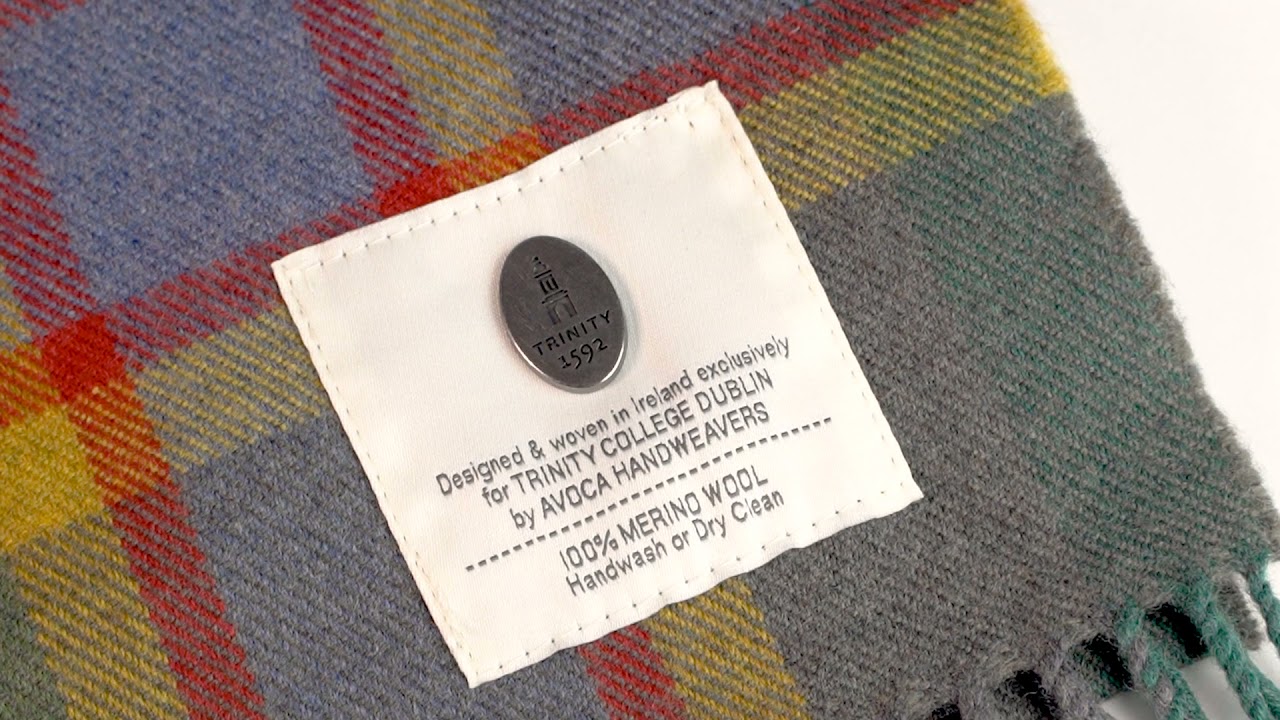 TRINITY
1592
Designed & woven in Ireland exclusively
for TRINITY COLLEGE DUBLIN
by AVOCA HANDWEAVERS
100% MERINO WOOL
Handwash or Dry Clean